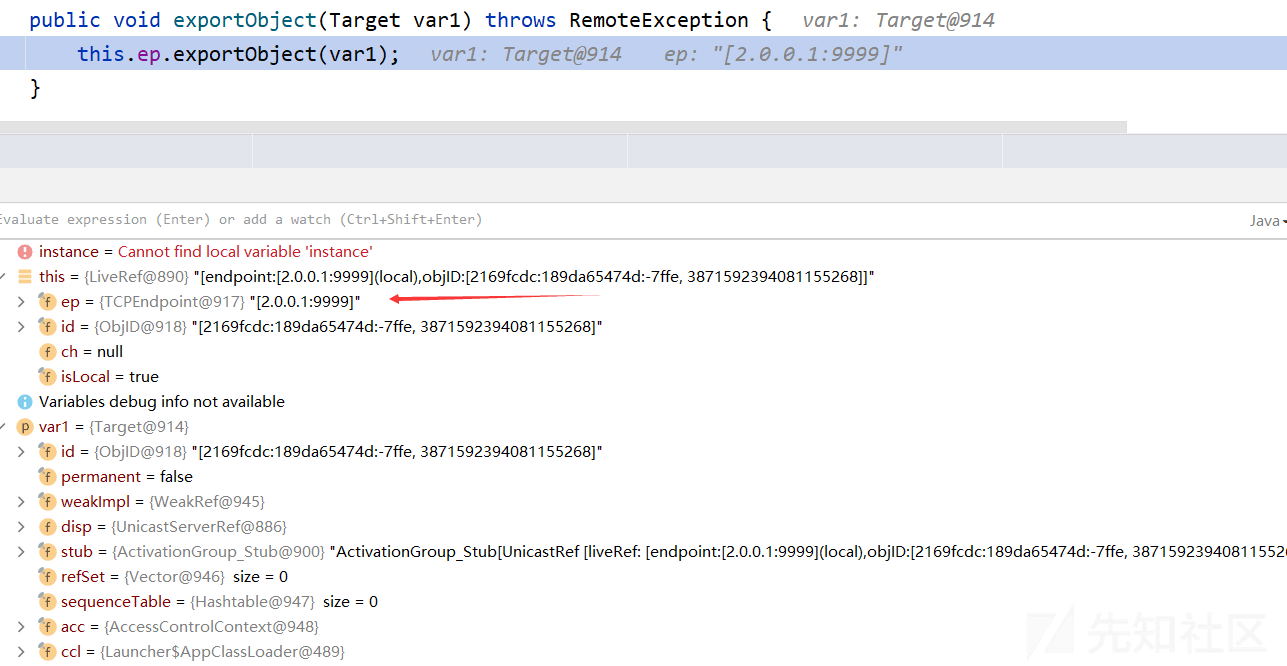 public void exportObject(Target var1) throws RemoteException {   var1: Target@914
this.ep.exportObject(var1);   var1: Target@914   ep: "[2.0.0.1:9999]"
}
Evaluate expression (Enter) or add a watch (Ctrl+Shift+Enter)
Java
instance = Cannot find local variable 'instance'
this = {LiveRef@890} "[endpoint:[2.0.0.1:9999](local),objID:[2169fcdc:189da65474d:-7ffe, 3871592394081155268]]"
f ep = {TCPEndpoint@917} "[2.0.0.1:9999]"
f id = {ObjID@918} "[2169fcdc:189da65474d:-7ffe, 3871592394081155268]"
f ch = null
f isLocal = true
Variables debug info not available
p var1 = {Target@914}
f id = {ObjID@918} "[2169fcdc:189da65474d:-7ffe, 3871592394081155268]"
f permanent = false
f weakImpl = {WeakRef@945}
f disp = {UnicastServerRef@886}
f stub = {ActivationGroup_Stub@900} "ActivationGroup_Stub[UnicastRef [liveRef: [endpoint:[2.0.0.1:9999](local),objID:[2169fcdc:189da65474d:-7ffe, 38715923940811552
f refSet = {Vector@946} size = 0
f sequenceTable = {Hashtable@947} size = 0
f acc = {AccessControlContext@948}
f ccl = {Launcher$AppClassLoader@489}
先知社区